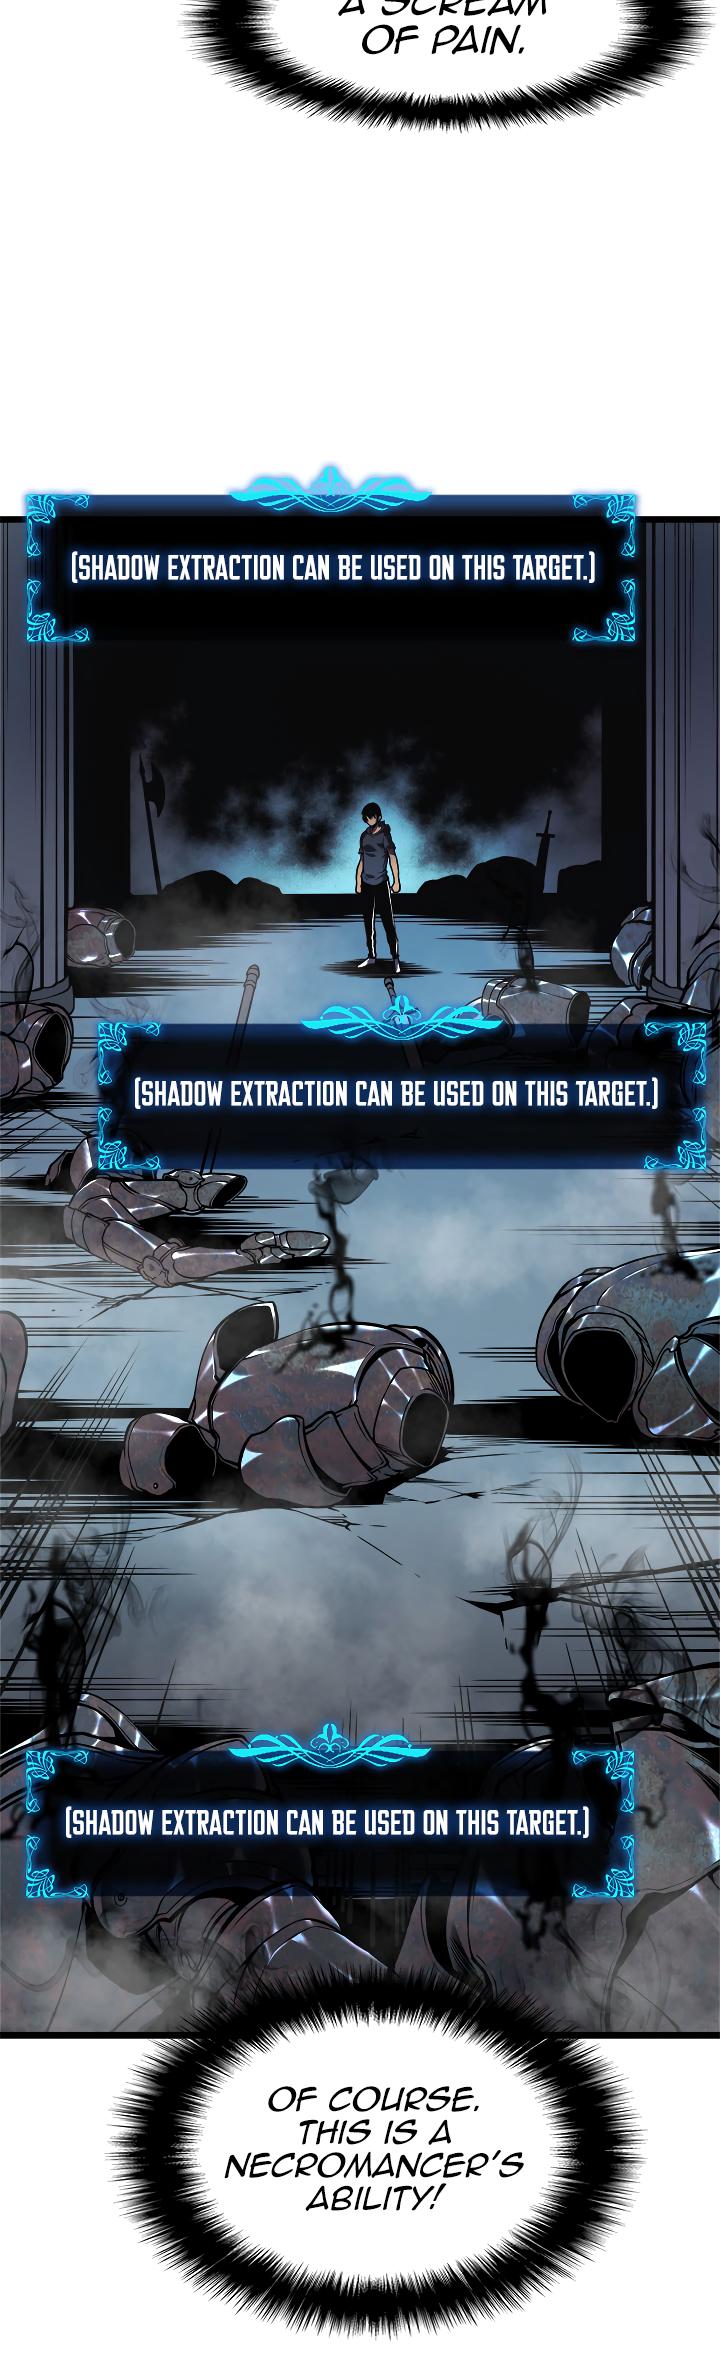 A SCREAM
OF PAIN.
[SHADOW EXTRACTION CAN BE USED ON THIS TARGET.]
[SHADOW EXTRACTION CAN BE USED ON THIS TARGET.]
[SHADOW EXTRACTION CAN BE USED ON THIS TARGET.]
OF COURSE,
THIS IS A
NECROMANCER'S
ABILITY!